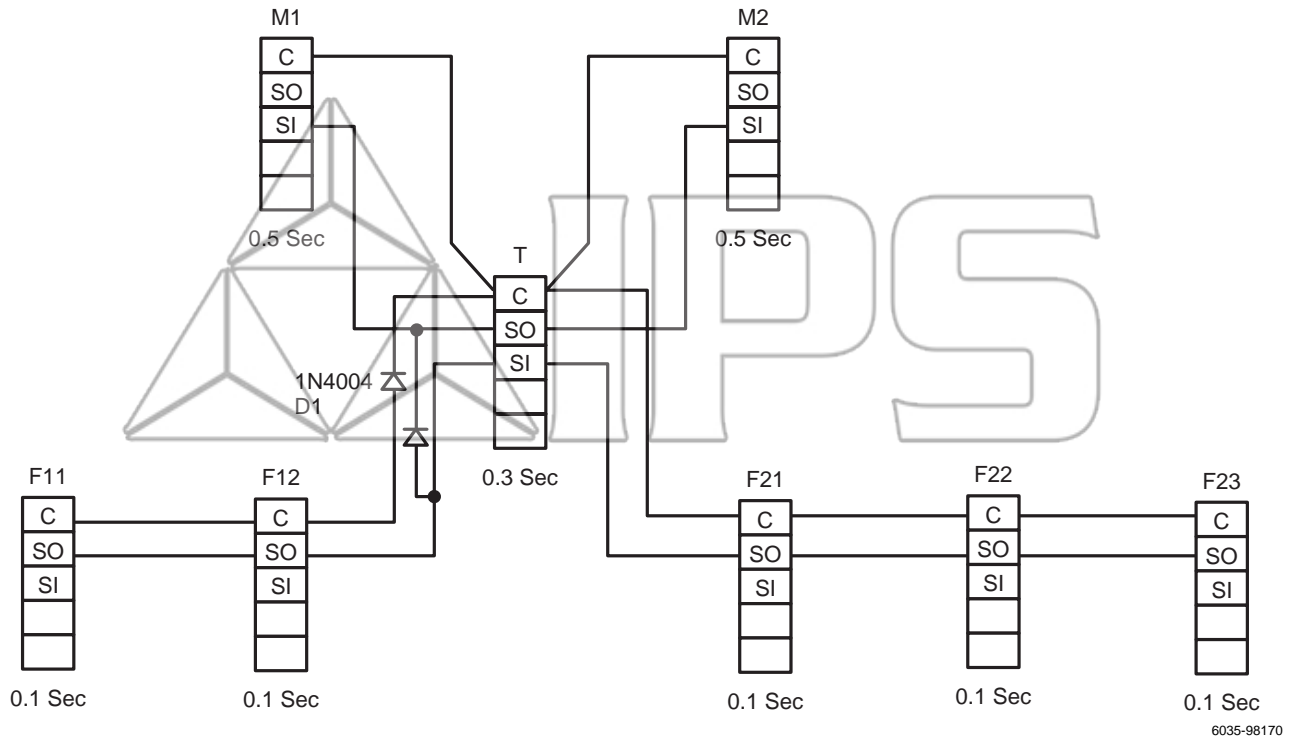 M1
C
SO
SI
0.5 Sec
M2
C
SO
SI
0.5 Sec
T
C
SO
SI
0.3 Sec
1N4004
D1
IPS
F11
C
SO
SI
0.1 Sec
F12
C
SO
SI
0.1 Sec
F21
C
SO
SI
0.1 Sec
F22
C
SO
SI
0.1 Sec
F23
C
SO
SI
0.1 Sec
6035-98170